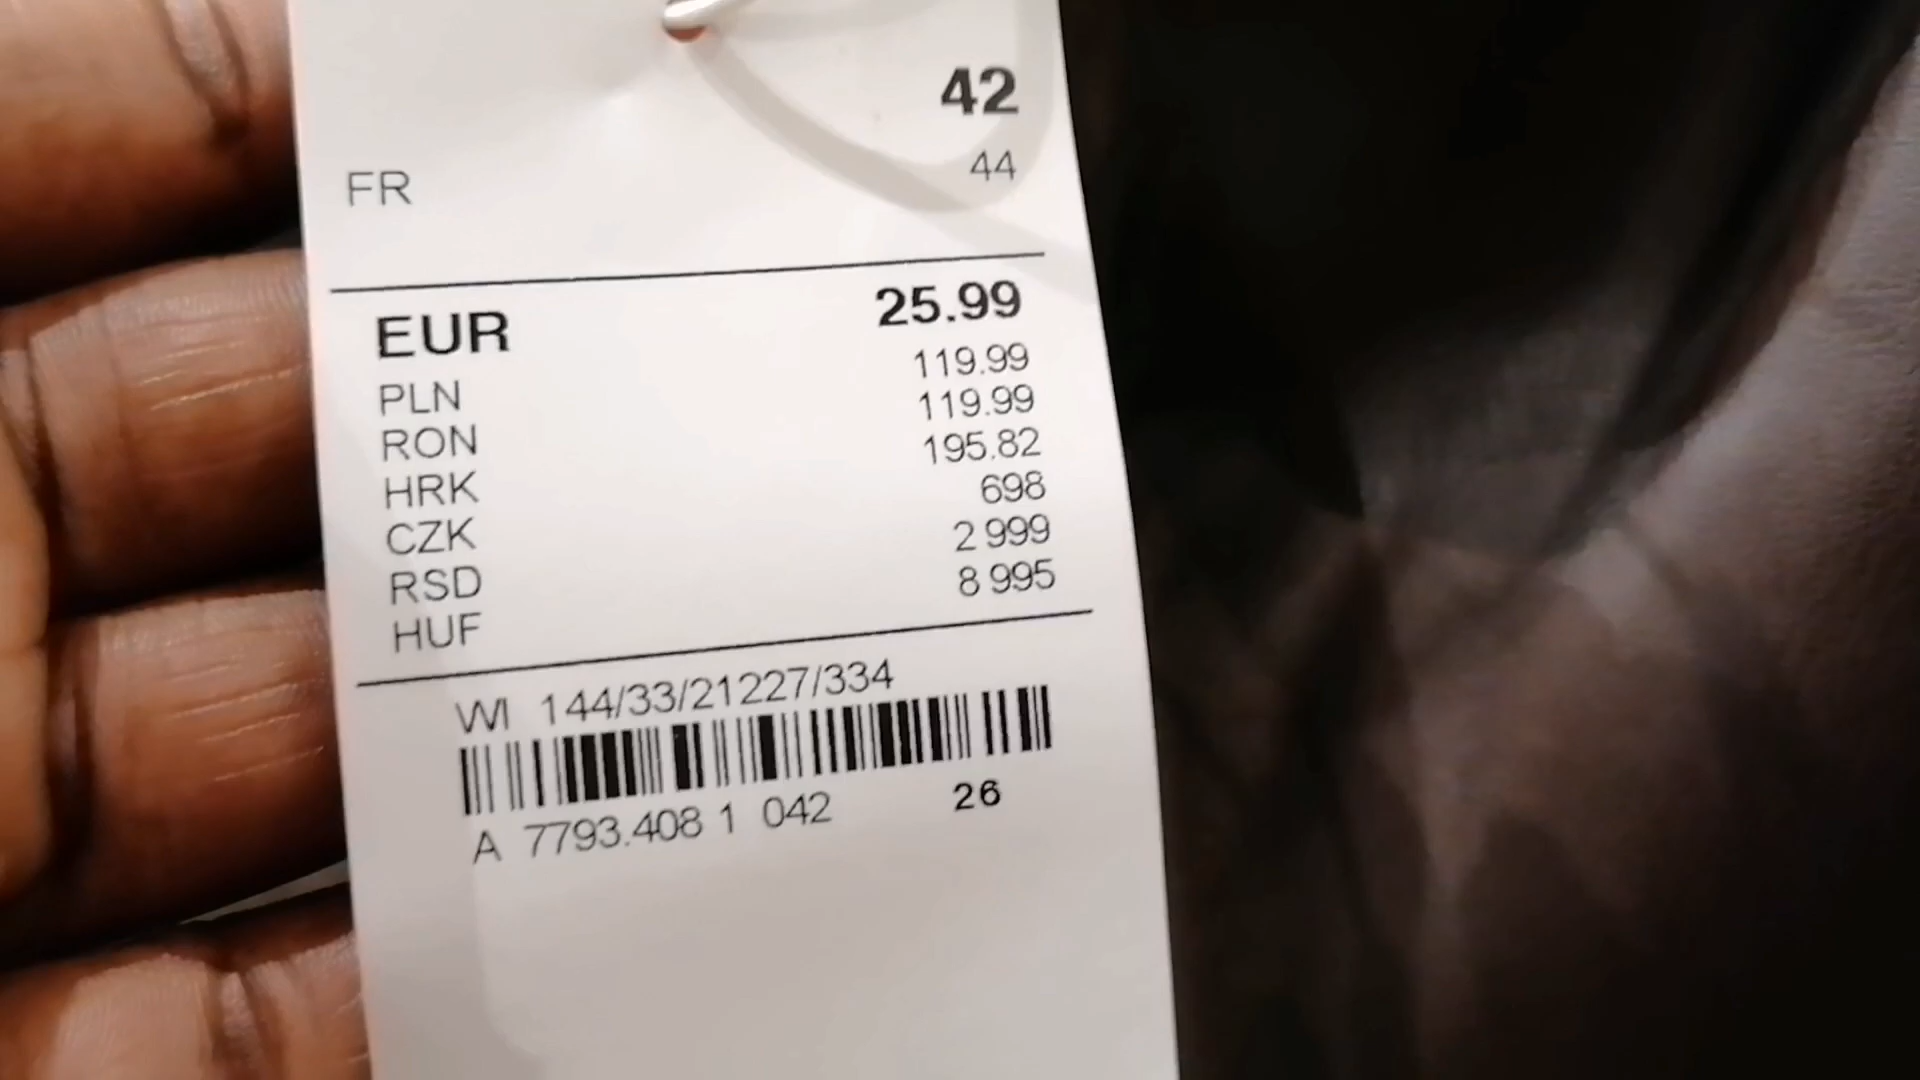 42
FR 44
EUR 25.99
PLN 119.99
RON 119.99
HRK 195.82
CZK 698
RSD 2 999
HUF 8 995
WI 144/33/21227/334
A 7793.408 1 042 26